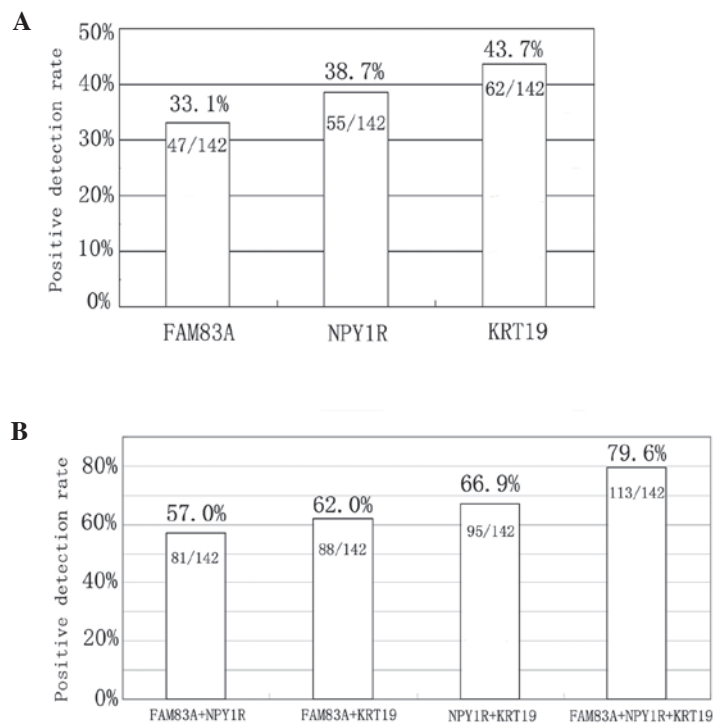 A
Positive detection rate
50%
40%
30%
20%
10%
0%
33.1%
47/142
38.7%
55/142
43.7%
62/142
FAM83A
NPY1R
KRT19
B
Positive detection rate
80%
60%
40%
20%
0%
57.0%
81/142
62.0%
88/142
66.9%
95/142
79.6%
113/142
FAM83A+NPY1R
FAM83A+KRT19
NPY1R+KRT19
FAM83A+NPY1R+KRT19